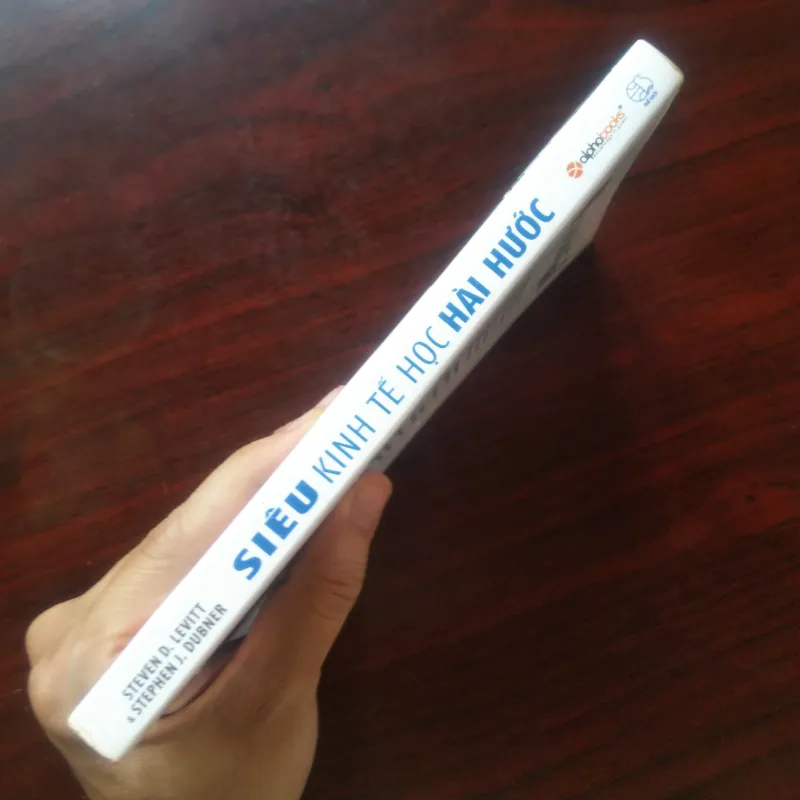 STEVEN D. LEVITT
& STEPHEN J. DUBNER
SIÊU KINH TẾ HỌC HÀI HƯỚC
alphabooks®